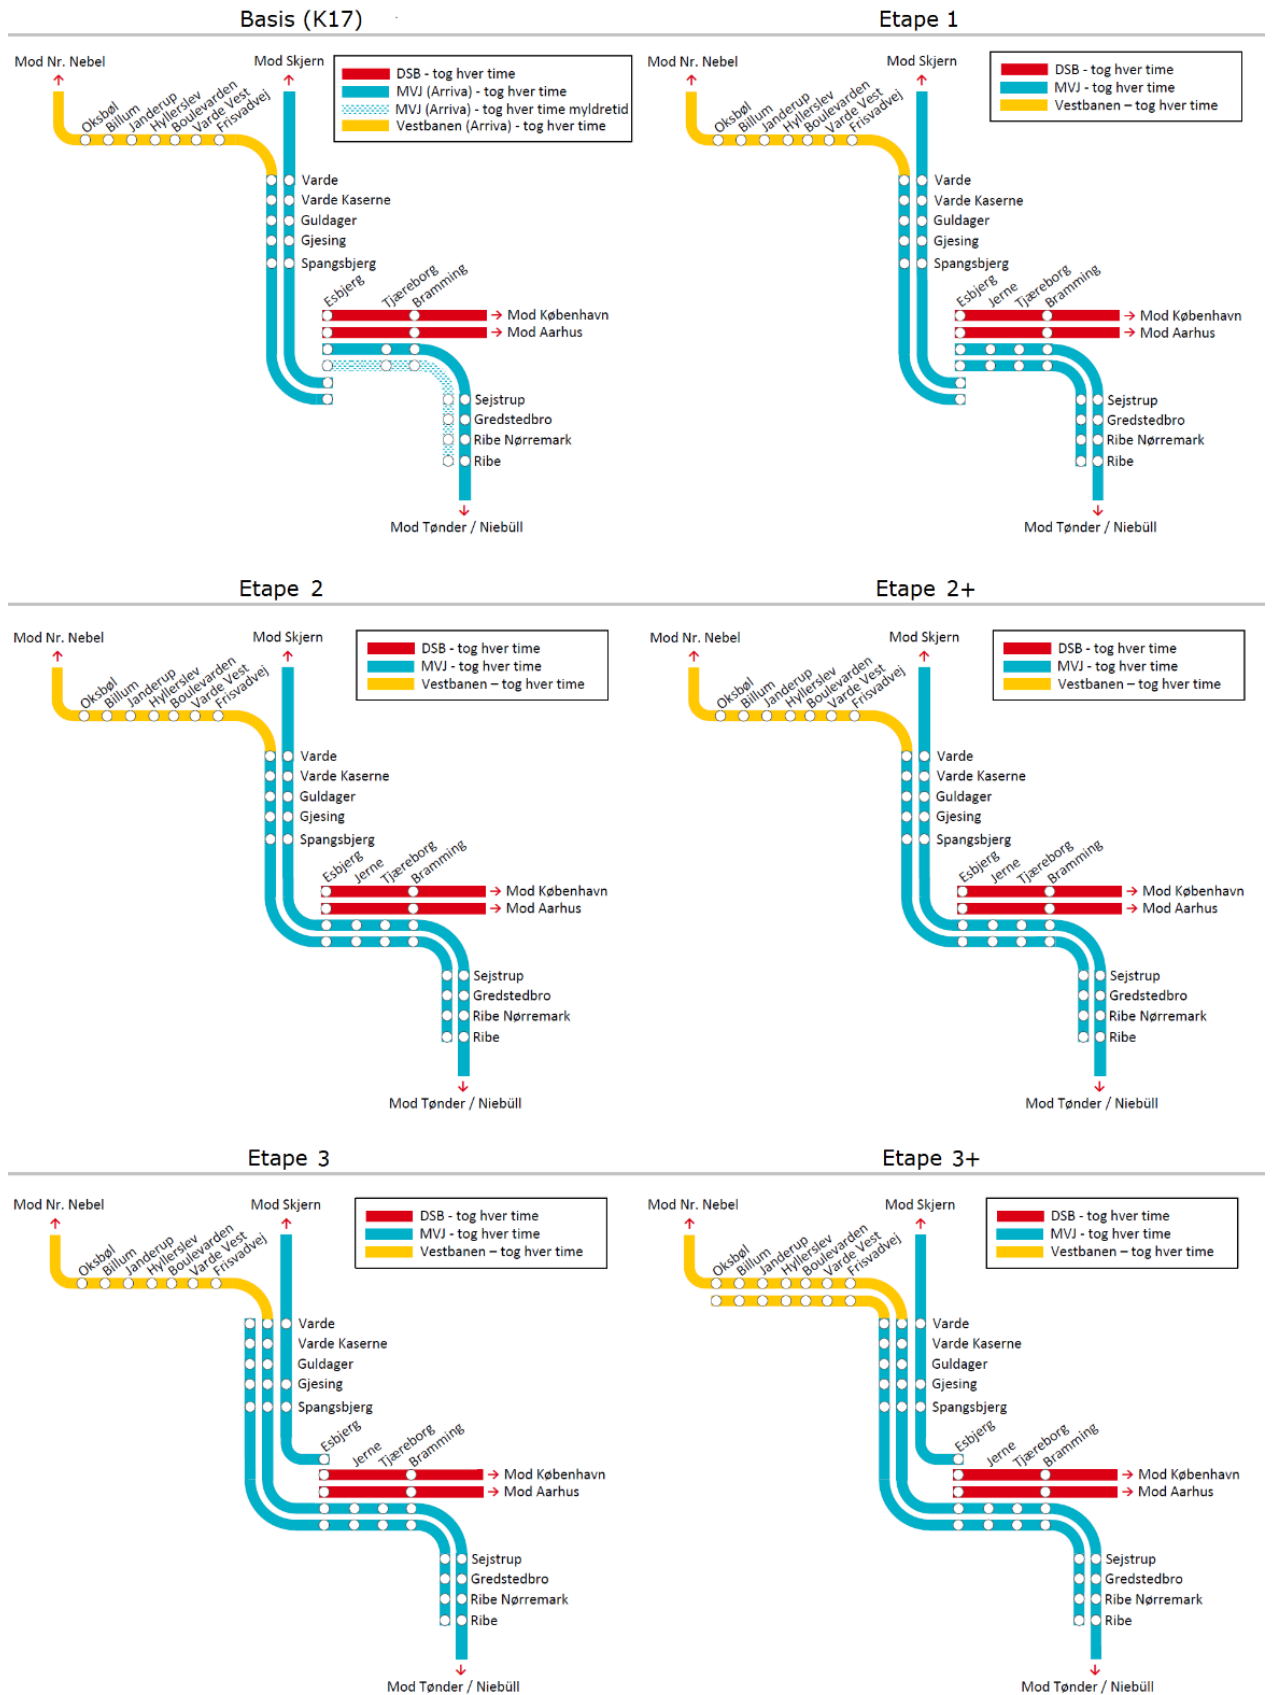 Basis (K17)
Mod Nr. Nebel
Mod Skjern
DSB - tog hver time
MVJ (Arriva) - tog hver time
MVJ (Arriva) - tog hver time myldretid
Vestbanen (Arriva) - tog hver time
Oksbøl
Billum
Janderup
Hyllerslev
Boulevarden
Varde Vest
Frisvadvej
Varde
Varde Kaserne
Guldager
Gjesing
Spangsbjerg
Esbjerg
Tjæreborg
Bramming
Mod København
Mod Aarhus
Sejstrup
Gredstedbro
Ribe Nørremark
Ribe
Mod Tønder / Niebüll
Etape 1
Mod Nr. Nebel
Mod Skjern
DSB - tog hver time
MVJ - tog hver time
Vestbanen – tog hver time
Oksbøl
Billum
Janderup
Hyllerslev
Boulevarden
Varde Vest
Frisvadvej
Varde
Varde Kaserne
Guldager
Gjesing
Spangsbjerg
Esbjerg
Jerne
Tjæreborg
Bramming
Mod København
Mod Aarhus
Sejstrup
Gredstedbro
Ribe Nørremark
Ribe
Mod Tønder / Niebüll
Etape 2
Mod Nr. Nebel
Mod Skjern
DSB - tog hver time
MVJ - tog hver time
Vestbanen – tog hver time
Oksbøl
Billum
Janderup
Hyllerslev
Boulevarden
Varde Vest
Frisvadvej
Varde
Varde Kaserne
Guldager
Gjesing
Spangsbjerg
Esbjerg
Jerne
Tjæreborg
Bramming
Mod København
Mod Aarhus
Sejstrup
Gredstedbro
Ribe Nørremark
Ribe
Mod Tønder / Niebüll
Etape 2+
Mod Nr. Nebel
Mod Skjern
DSB - tog hver time
MVJ - tog hver time
Vestbanen – tog hver time
Oksbøl
Billum
Janderup
Hyllerslev
Boulevarden
Varde Vest
Frisvadvej
Varde
Varde Kaserne
Guldager
Gjesing
Spangsbjerg
Esbjerg
Jerne
Tjæreborg
Bramming
Mod København
Mod Aarhus
Sejstrup
Gredstedbro
Ribe Nørremark
Ribe
Mod Tønder / Niebüll
Etape 3
Mod Nr. Nebel
Mod Skjern
DSB - tog hver time
MVJ - tog hver time
Vestbanen – tog hver time
Oksbøl
Billum
Janderup
Hyllerslev
Boulevarden
Varde Vest
Frisvadvej
Varde
Varde Kaserne
Guldager
Gjesing
Spangsbjerg
Esbjerg
Jerne
Tjæreborg
Bramming
Mod København
Mod Aarhus
Sejstrup
Gredstedbro
Ribe Nørremark
Ribe
Mod Tønder / Niebüll
Etape 3+
Mod Nr. Nebel
Mod Skjern
DSB - tog hver time
MVJ - tog hver time
Vestbanen – tog hver time
Oksbøl
Billum
Janderup
Hyllerslev
Boulevarden
Varde Vest
Frisvadvej
Varde
Varde Kaserne
Guldager
Gjesing
Spangsbjerg
Esbjerg
Jerne
Tjæreborg
Bramming
Mod København
Mod Aarhus
Sejstrup
Gredstedbro
Ribe Nørremark
Ribe
Mod Tønder / Niebüll